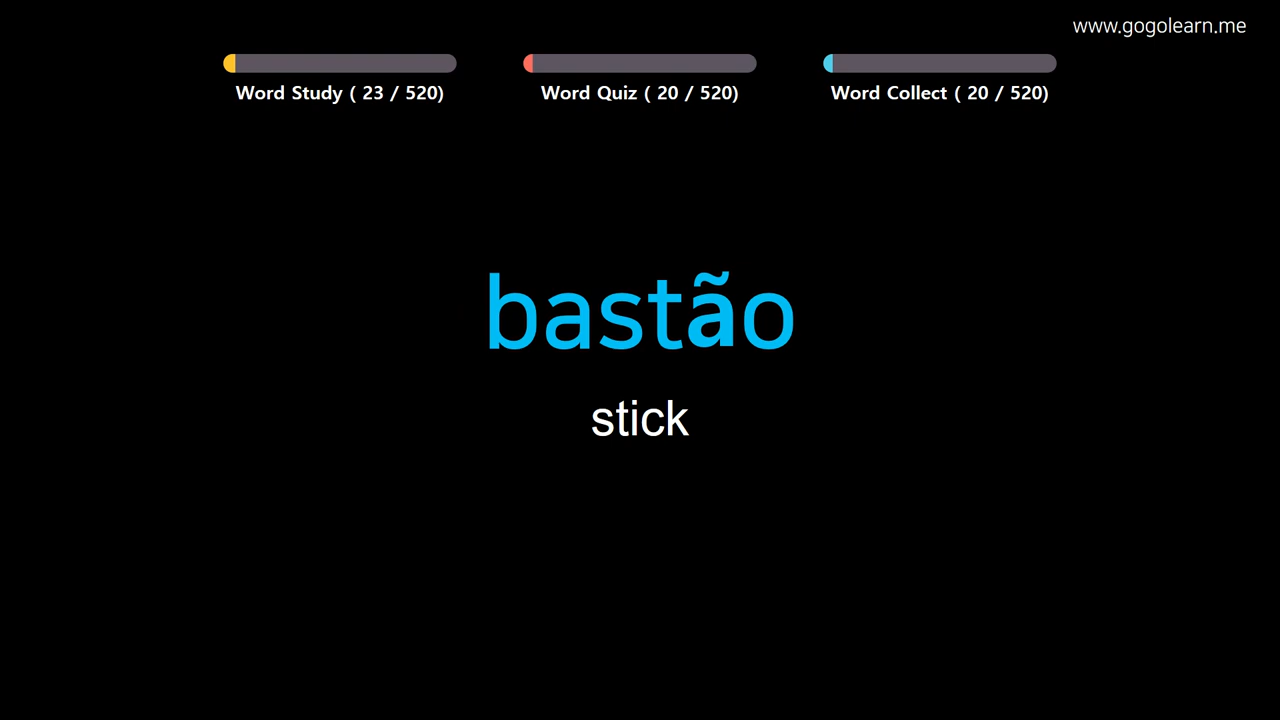 www.gogolearn.me
Word Study ( 23 / 520)
Word Quiz ( 20 / 520)
Word Collect ( 20 / 520)
bastão
stick